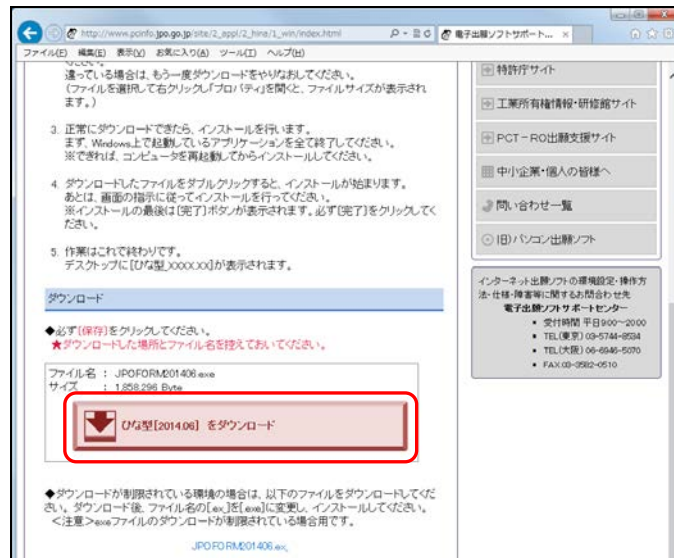 http://www.pcinfo.jpo.go.jp/site/2_appl/2_hina/1_win/index.html
電子出願ソフトサポート...
ファイル(F) 編集(E) 表示(V) お気に入り(A) ツール(T) ヘルプ(H)
違っている場合は、もう一度ダウンロードをやりなおしてください。
(ファイルを選択して右クリックし「プロパティ」を開くと、ファイルサイズが表示され
ます。)
3. 正常にダウンロードできたら、インストールを行います。
まず、Windows上で起動しているアプリケーションを全て終了してください。
※できれば、コンピュータを再起動してからインストールしてください。
4. ダウンロードしたファイルをダブルクリックすると、インストールが始まります。
あとは、画面の指示に従ってインストールを行ってください。
※インストールの最後は[完了]ボタンが表示されます。必ず[完了]をクリックしてく
ださい。
5. 作業はこれで終わりです。
デスクトップに[ひな型_XXXX.XX]が表示されます。
ダウンロード
◆必ず[保存]をクリックしてください。
★ダウンロードした場所とファイル名を控えておいてください。
ファイル名 : JPOFORM201406.exe
サイズ : 1,858,296 Byte
ひな型[2014.06] をダウンロード
◆ダウンロードが制限されている環境の場合は、以下のファイルをダウンロードしてくだ
さい。ダウンロード後、ファイル名の[.ex_]を[.exe]に変更し、インストールしてください。
<注意>exeファイルのダウンロードが制限されている場合用です。
JPOFORM201406.ex_
特許庁サイト
工業所有権情報・研修館サイト
PCT-RO出願支援サイト
中小企業・個人の皆様へ
問い合わせ一覧
(旧)パソコン出願ソフト
インターネット出願ソフトの環境設定・操作方
法・仕様・障害等に関するお問合わせ先
電子出願ソフトサポートセンター
• 受付時間 平日9:00～20:00
• TEL(東京) 03-5744-8534
• TEL(大阪) 06-6946-5070
• FAX:03-3582-0510